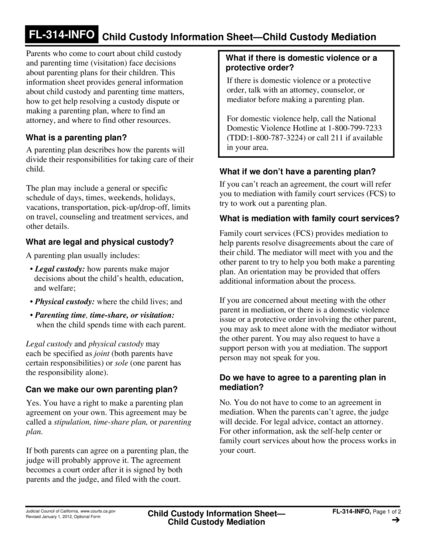 FL-314-INFO Child Custody Information Sheet—Child Custody Mediation
Parents who come to court about child custody
and parenting time (visitation) face decisions
about parenting plans for their children. This
information sheet provides general information
about child custody and parenting time matters,
how to get help resolving a custody dispute or
making a parenting plan, where to find an
attorney, and where to find other resources.
What is a parenting plan?
A parenting plan describes how the parents will
divide their responsibilities for taking care of their
child.
The plan may include a general or specific
schedule of days, times, weekends, holidays,
vacations, transportation, pick-up/drop-off, limits
on travel, counseling and treatment services, and
other details.
What are legal and physical custody?
A parenting plan usually includes:
• Legal custody: how parents make major
decisions about the child's health, education,
and welfare;
• Physical custody: where the child lives; and
• Parenting time, time-share, or visitation:
when the child spends time with each parent.
Legal custody and physical custody may
each be specified as joint (both parents have
certain responsibilities) or sole (one parent has
the responsibility alone).
Can we make our own parenting plan?
Yes. You have a right to make a parenting plan
agreement on your own. This agreement may be
called a stipulation, time-share plan, or parenting
plan.
If both parents can agree on a parenting plan, the
judge will probably approve it. The agreement
becomes a court order after it is signed by both
parents and the judge, and filed with the court.
What if there is domestic violence or a
protective order?
If there is domestic violence or a protective
order, talk with an attorney, counselor, or
mediator before making a parenting plan.
For domestic violence help, call the National
Domestic Violence Hotline at 1-800-799-7233
(TDD:1-800-787-3224) or call 211 if available
in your area.
What if we don't have a parenting plan?
If you can't reach an agreement, the court will refer
you to mediation with family court services (FCS) to
try to work out a parenting plan.
What is mediation with family court services?
Family court services (FCS) provides mediation to
help parents resolve disagreements about the care of
their child. The mediator will meet with you and the
other parent to try to help you both make a parenting
plan. An orientation may be provided that offers
additional information about the process.
If you are concerned about meeting with the other
parent in mediation, or there is a domestic violence
issue or a protective order involving the other parent,
you may ask to meet alone with the mediator without
the other parent. You may also request to have a
support person with you at mediation. The support
person may not speak for you.
Do we have to agree to a parenting plan in
mediation?
No. You do not have to come to an agreement in
mediation. When the parents can't agree, the judge
will decide. For legal advice, contact an attorney.
For other information, ask the self-help center or
family court services about how the process works in
your court.
Judicial Council of California, www.courts.ca.gov
Revised January 1, 2012, Optional Form
Child Custody Information Sheet—
Child Custody Mediation
FL-314-INFO, Page 1 of 2
➔